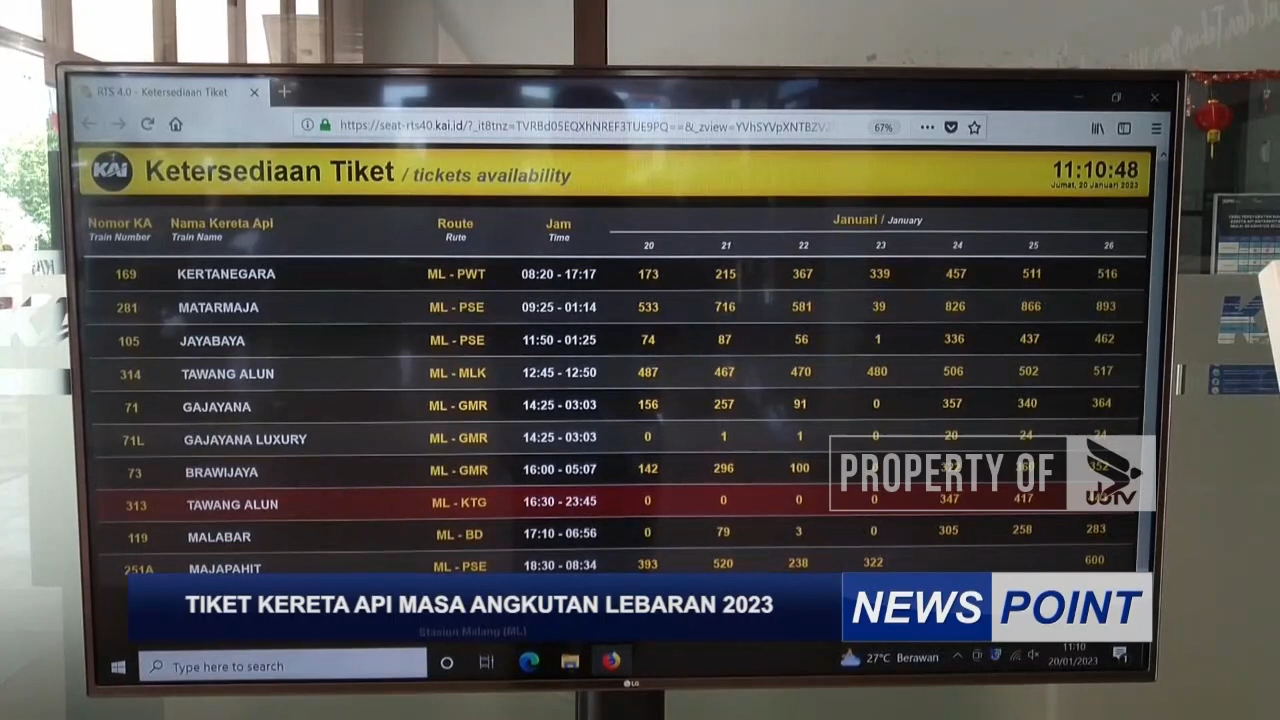 RTS 4.0 - Ketersediaan Tiket
https://seat-rts40.kai.id/?_it8tnz=TVRBd05EQXhNREF3TUE9PQ==&_zview=YVhSYVpXNTBZV
67%
KAI Ketersediaan Tiket / tickets availability 11:10:48
Jumat, 20 Januari 2023
Nomor KA Nama Kereta Api Route Jam Januari / January
Train Number Train Name Rute Time 20 21 22 23 24 25 26
169 KERTANEGARA ML - PWT 08:20 - 17:17 173 215 367 339 457 511 516
281 MATARMAJA ML - PSE 09:25 - 01:14 533 716 581 39 826 866 893
105 JAYABAYA ML - PSE 11:50 - 01:25 74 87 56 1 336 437 462
314 TAWANG ALUN ML - MLK 12:45 - 12:50 487 467 470 480 506 502 517
71 GAJAYANA ML - GMR 14:25 - 03:03 156 257 91 0 357 340 364
71L GAJAYANA LUXURY ML - GMR 14:25 - 03:03 0 1 1 0 20 24 24
73 BRAWIJAYA ML - GMR 16:00 - 05:07 142 296 100 352
PROPERTY OF UBTV
313 TAWANG ALUN ML - KTG 16:30 - 23:45 0 0 0 0 347 417
119 MALABAR ML - BD 17:10 - 06:56 0 79 3 0 305 258 283
251A MAJAPAHIT ML - PSE 18:30 - 08:34 393 520 238 322 600
TIKET KERETA API MASA ANGKUTAN LEBARAN 2023
NEWS POINT
Stasiun Malang (ML)
Type here to search
27°C Berawan
11:10
20/01/2023
LG